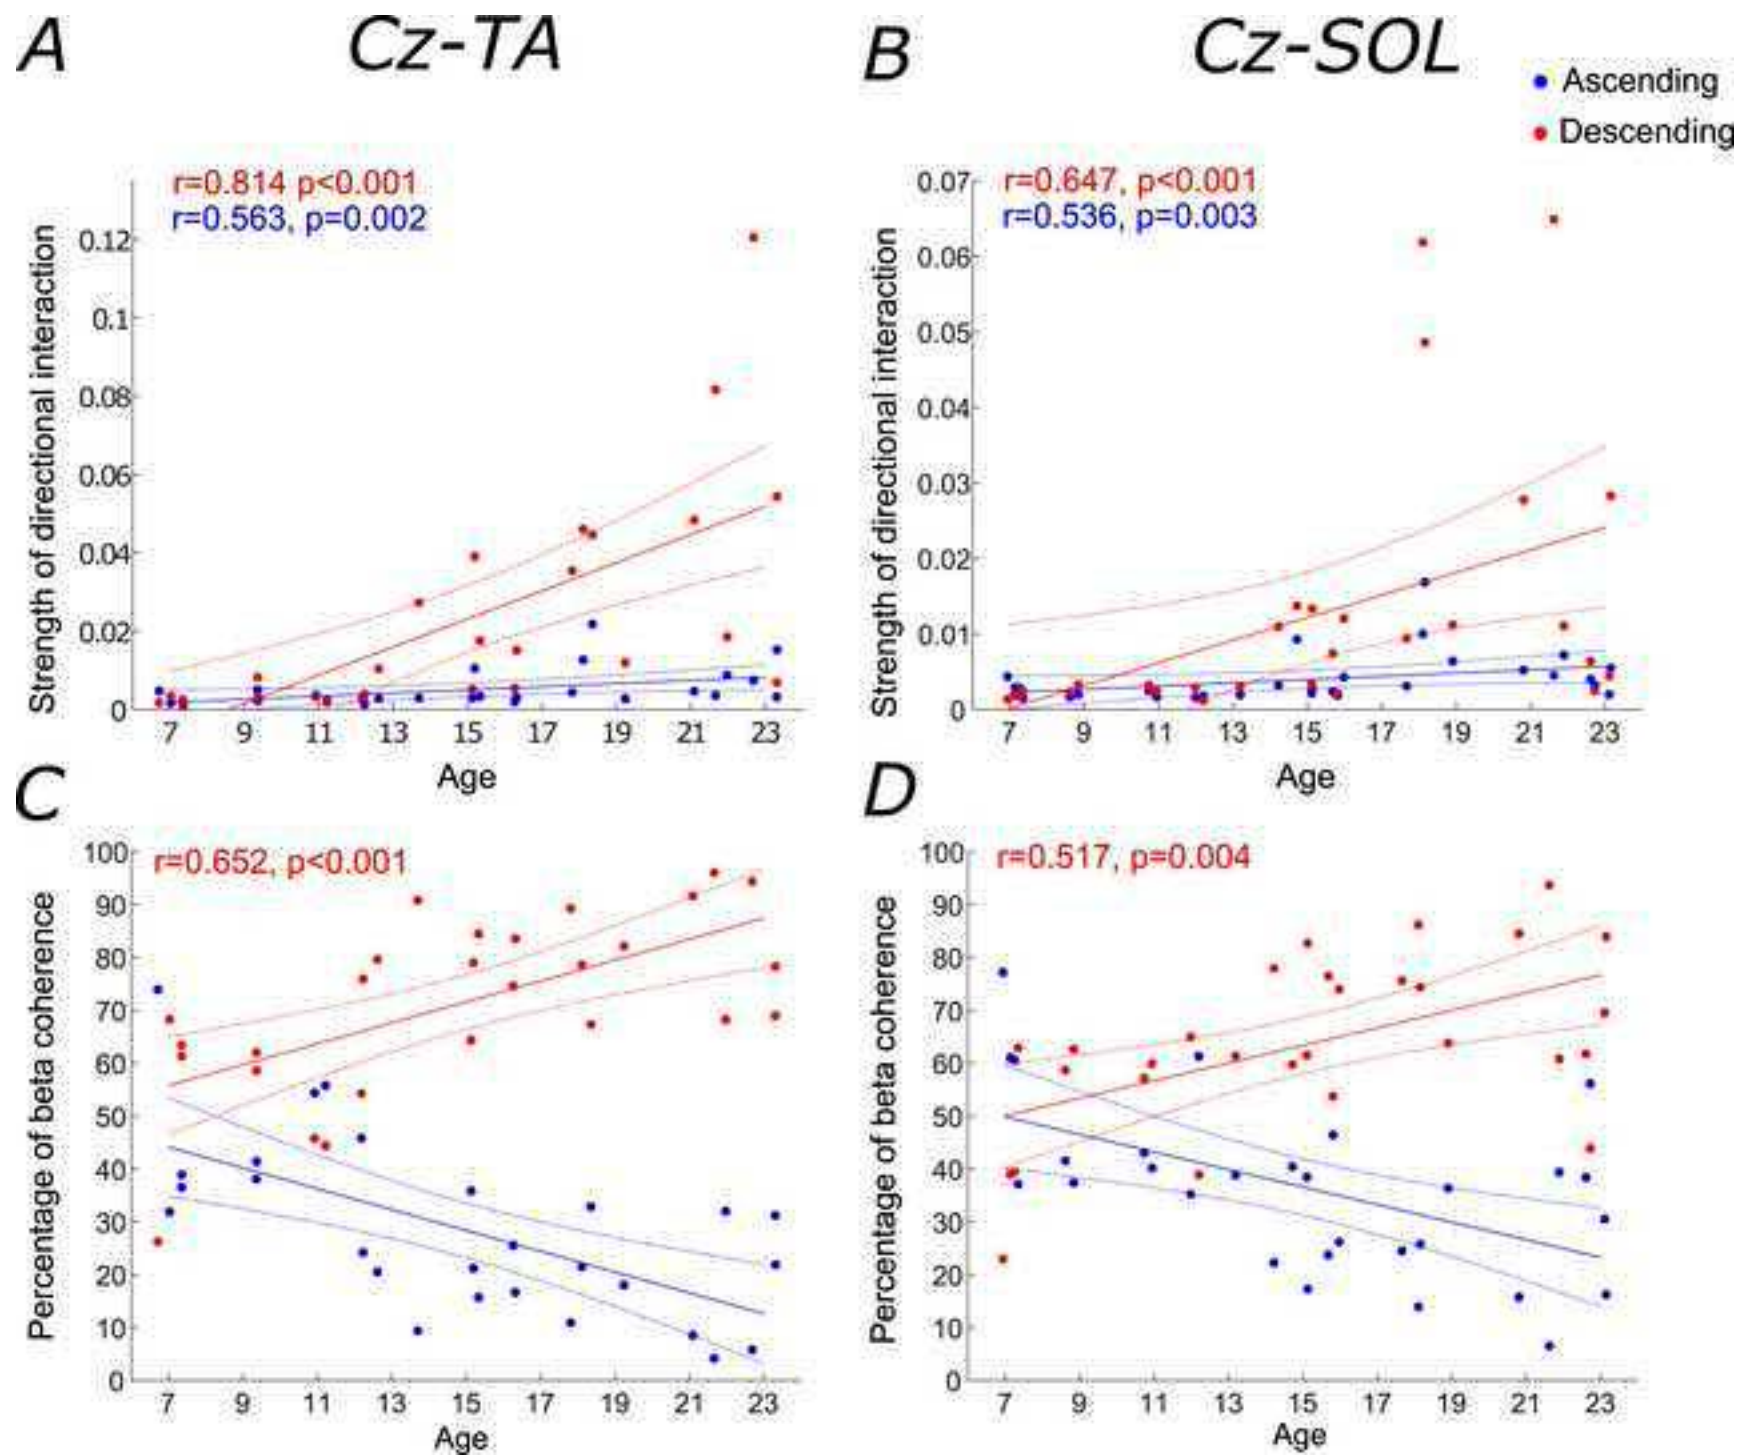 A
Cz-TA
B
Cz-SOL
Ascending
Descending
r=0.814 p<0.001
r=0.563, p=0.002
Strength of directional interaction
0.12
0.1
0.08
0.06
0.04
0.02
0
7 9 11 13 15 17 19 21 23
Age
r=0.647, p<0.001
r=0.536, p=0.003
Strength of directional interaction
0.07
0.06
0.05
0.04
0.03
0.02
0.01
0
7 9 11 13 15 17 19 21 23
Age
C
r=0.652, p<0.001
Percentage of beta coherence
100
90
80
70
60
50
40
30
20
10
0
7 9 11 13 15 17 19 21 23
Age
D
r=0.517, p=0.004
Percentage of beta coherence
100
90
80
70
60
50
40
30
20
10
0
7 9 11 13 15 17 19 21 23
Age